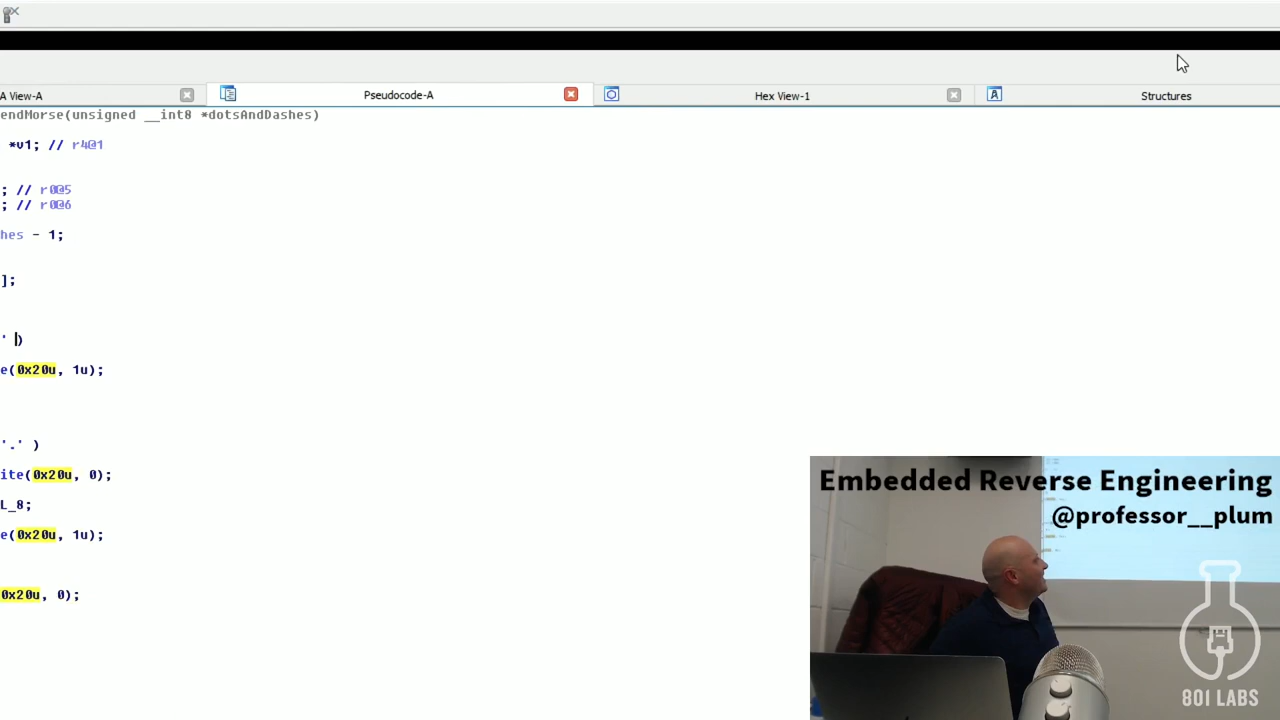 A View-A
Pseudocode-A
Hex View-1
Structures
endMorse(unsigned __int8 *dotsAndDashes)
*v1; // r4@1
; // r0@5
; // r0@6
hes - 1;
];
' )
e(0x20u, 1u);
'.' )
ite(0x20u, 0);
L_8;
e(0x20u, 1u);
0x20u, 0);
Embedded Reverse Engineering
@professor__plum
801 LABS